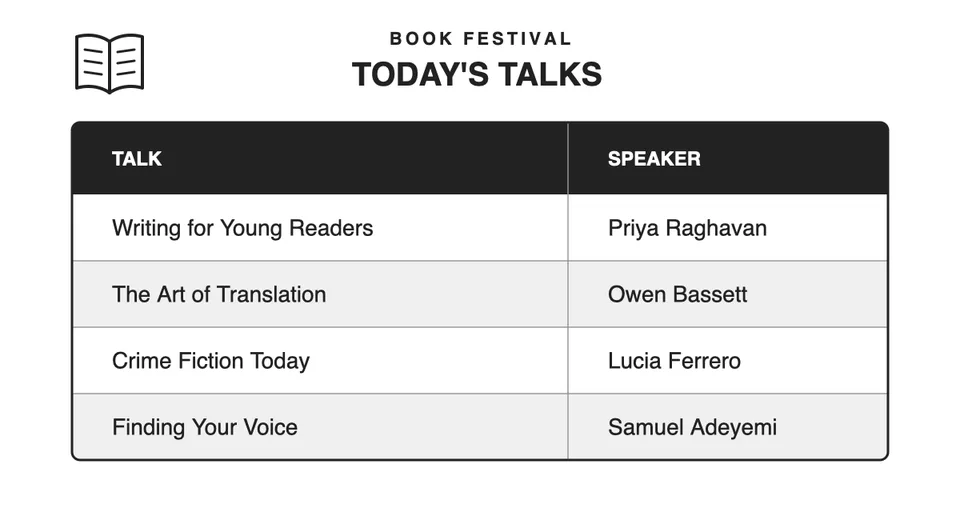 BOOK FESTIVAL
TODAY'S TALKS
TALK SPEAKER
Writing for Young Readers Priya Raghavan
The Art of Translation Owen Bassett
Crime Fiction Today Lucia Ferrero
Finding Your Voice Samuel Adeyemi